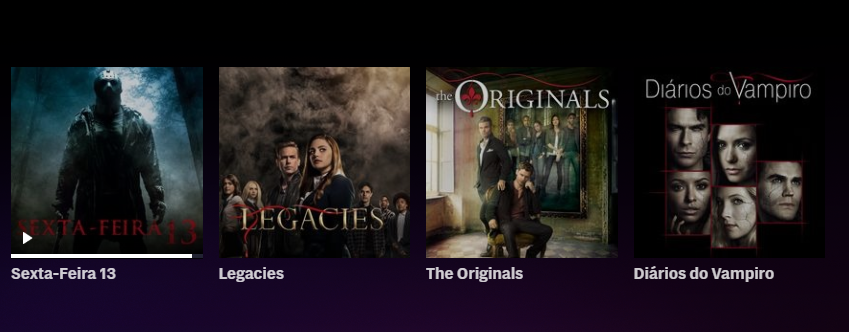 SEXTA-FEIRA 13
LEGACIES
the ORIGINALS
Diários do Vampiro
Sexta-Feira 13
Legacies
The Originals
Diários do Vampiro